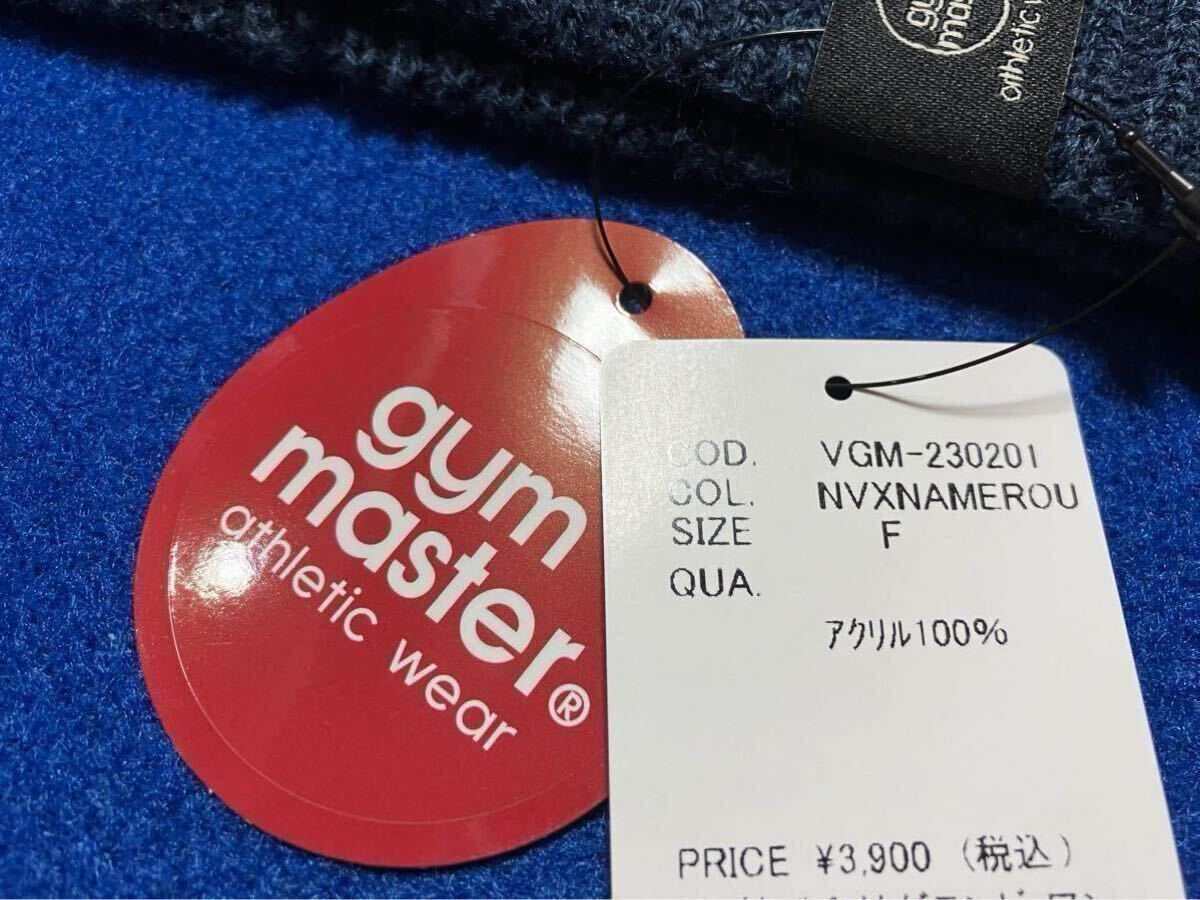 gym
mas
athletic w
gym
master®
athletic wear
COD. VGM-230201
COL. NVXNAMEROU
SIZE F
QUA.
アクリル100%
PRICE ¥3,900 (税込)